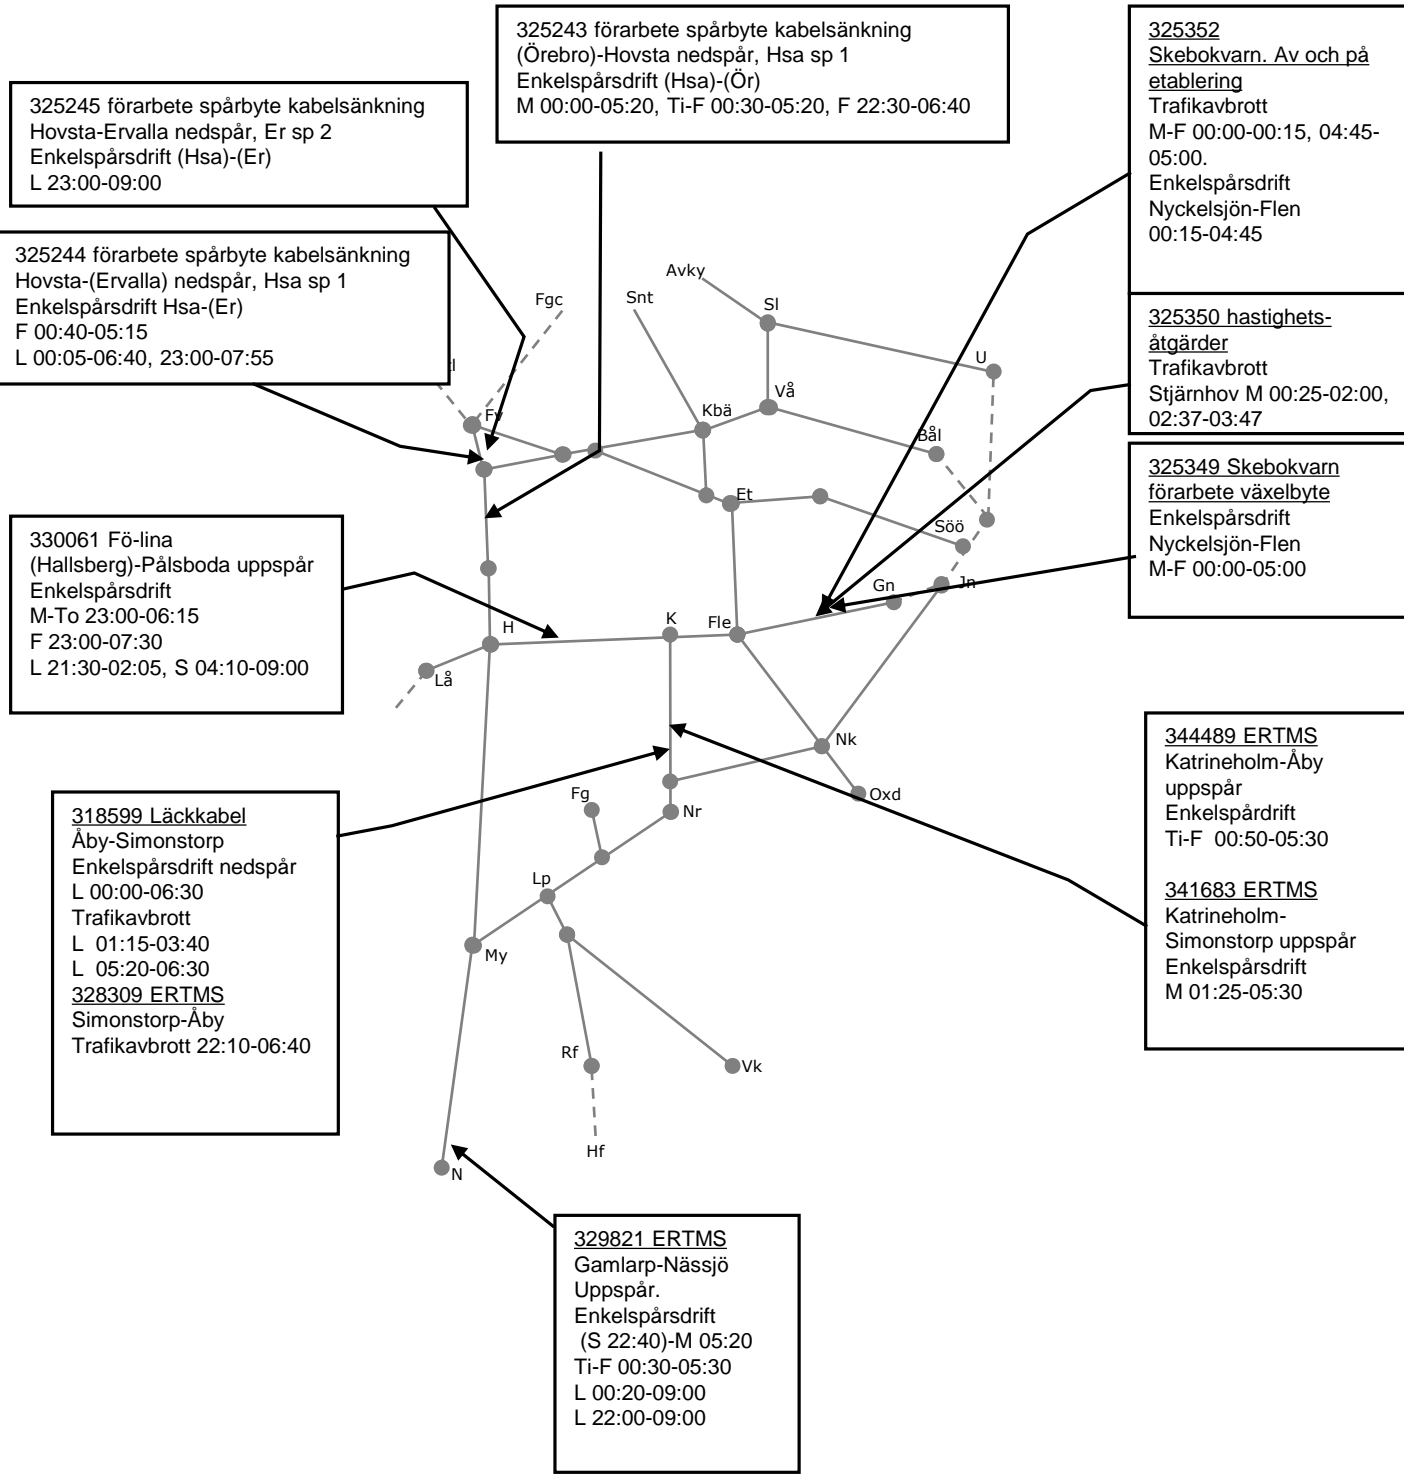 325243 förarbete spårbyte kabelsänkning
(Örebro)-Hovsta nedspår, Hsa sp 1
Enkelspårsdrift (Hsa)-(Ör)
M 00:00-05:20, Ti-F 00:30-05:20, F 22:30-06:40
325352
Skebokvarn. Av och på
etablering
Trafikavbrott
M-F 00:00-00:15, 04:45-
05:00.
Enkelspårsdrift
Nyckelsjön-Flen
00:15-04:45
325245 förarbete spårbyte kabelsänkning
Hovsta-Ervalla nedspår, Er sp 2
Enkelspårsdrift (Hsa)-(Er)
L 23:00-09:00
325244 förarbete spårbyte kabelsänkning
Hovsta-(Ervalla) nedspår, Hsa sp 1
Enkelspårsdrift Hsa-(Er)
F 00:40-05:15
L 00:05-06:40, 23:00-07:55
325350 hastighets-
åtgärder
Trafikavbrott
Stjärnhov M 00:25-02:00,
02:37-03:47
325349 Skebokvarn
förarbete växelbyte
Enkelspårsdrift
Nyckelsjön-Flen
M-F 00:00-05:00
Avky
Fgc
Snt
Sl
U
Vå
Kbä
Fv
Bål
Et
Söö
Gn
Jn
330061 Fö-lina
(Hallsberg)-Pålsboda uppspår
Enkelspårsdrift
M-To 23:00-06:15
F 23:00-07:30
L 21:30-02:05, S 04:10-09:00
H
K
Fle
Lå
Nk
Oxd
Fg
Nr
Lp
My
Rf
Vk
Hf
N
318599 Läckkabel
Åby-Simonstorp
Enkelspårsdrift nedspår
L 00:00-06:30
Trafikavbrott
L  01:15-03:40
L  05:20-06:30
328309 ERTMS
Simonstorp-Åby
Trafikavbrott 22:10-06:40
344489 ERTMS
Katrineholm-Åby
uppspår
Enkelspårdrift
Ti-F  00:50-05:30
341683 ERTMS
Katrineholm-
Simonstorp uppspår
Enkelspårsdrift
M 01:25-05:30
329821 ERTMS
Gamlarp-Nässjö
Uppspår.
Enkelspårsdrift
(S 22:40)-M 05:20
Ti-F 00:30-05:30
L 00:20-09:00
L 22:00-09:00